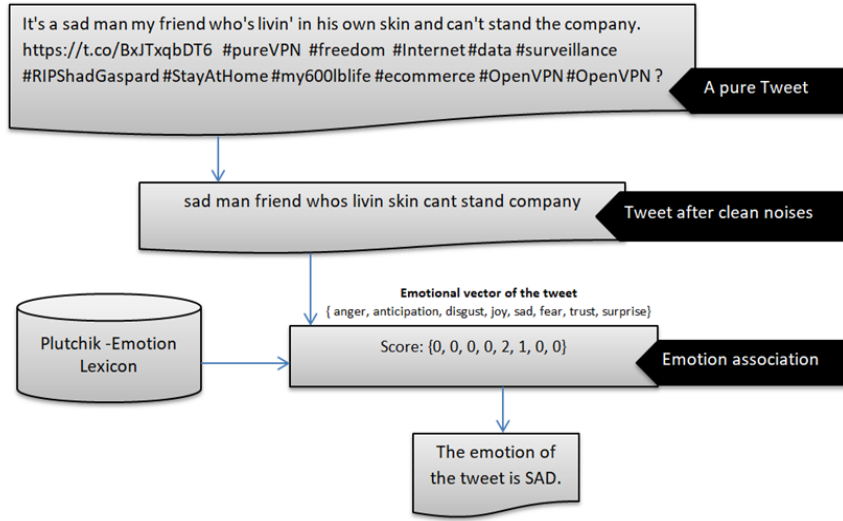 It's a sad man my friend who's livin' in his own skin and can't stand the company.
https://t.co/BxJTxqbDT6 #pureVPN #freedom #Internet #data #surveillance
#RIPShadGaspard #StayAtHome #my600lblife #ecommerce #OpenVPN #OpenVPN ?
A pure Tweet
sad man friend whos livin skin cant stand company
Tweet after clean noises
Emotional vector of the tweet
{ anger, anticipation, disgust, joy, sad, fear, trust, surprise}
Plutchik -Emotion
Lexicon
Score: {0, 0, 0, 0, 2, 1, 0, 0}
Emotion association
The emotion of
the tweet is SAD.